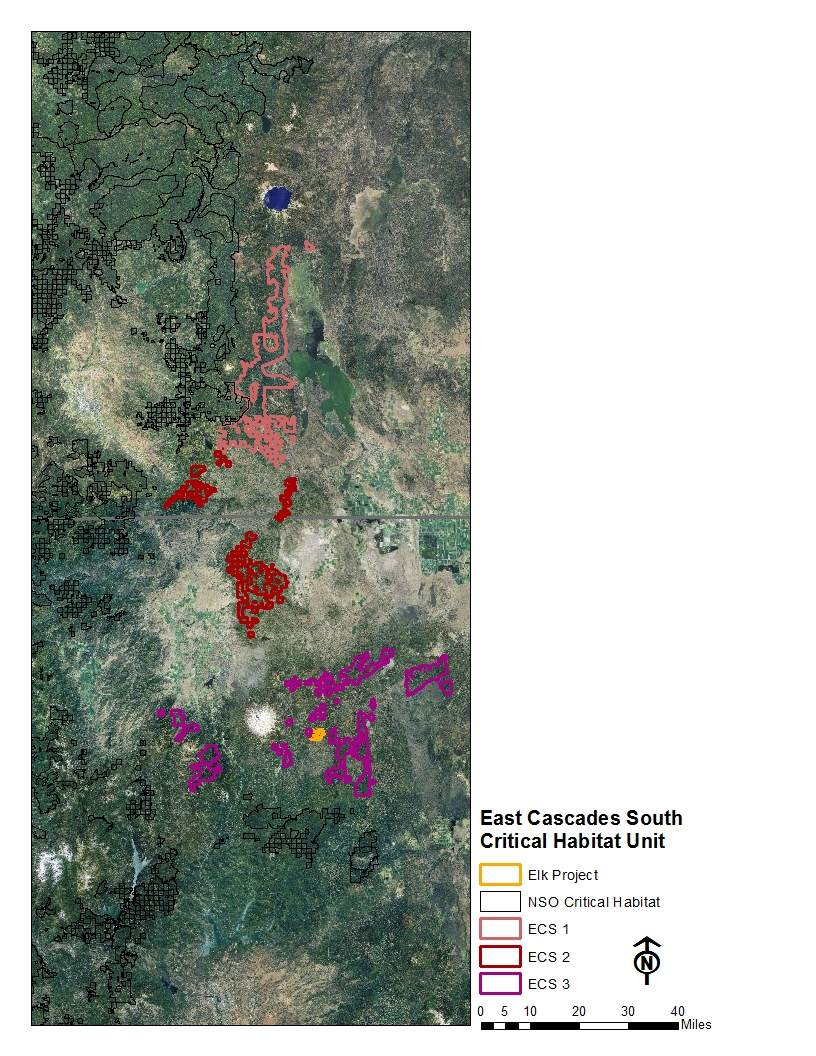 East Cascades South
Critical Habitat Unit
Elk Project
NSO Critical Habitat
ECS 1
ECS 2
ECS 3
N
0 5 10 20 30 40
Miles